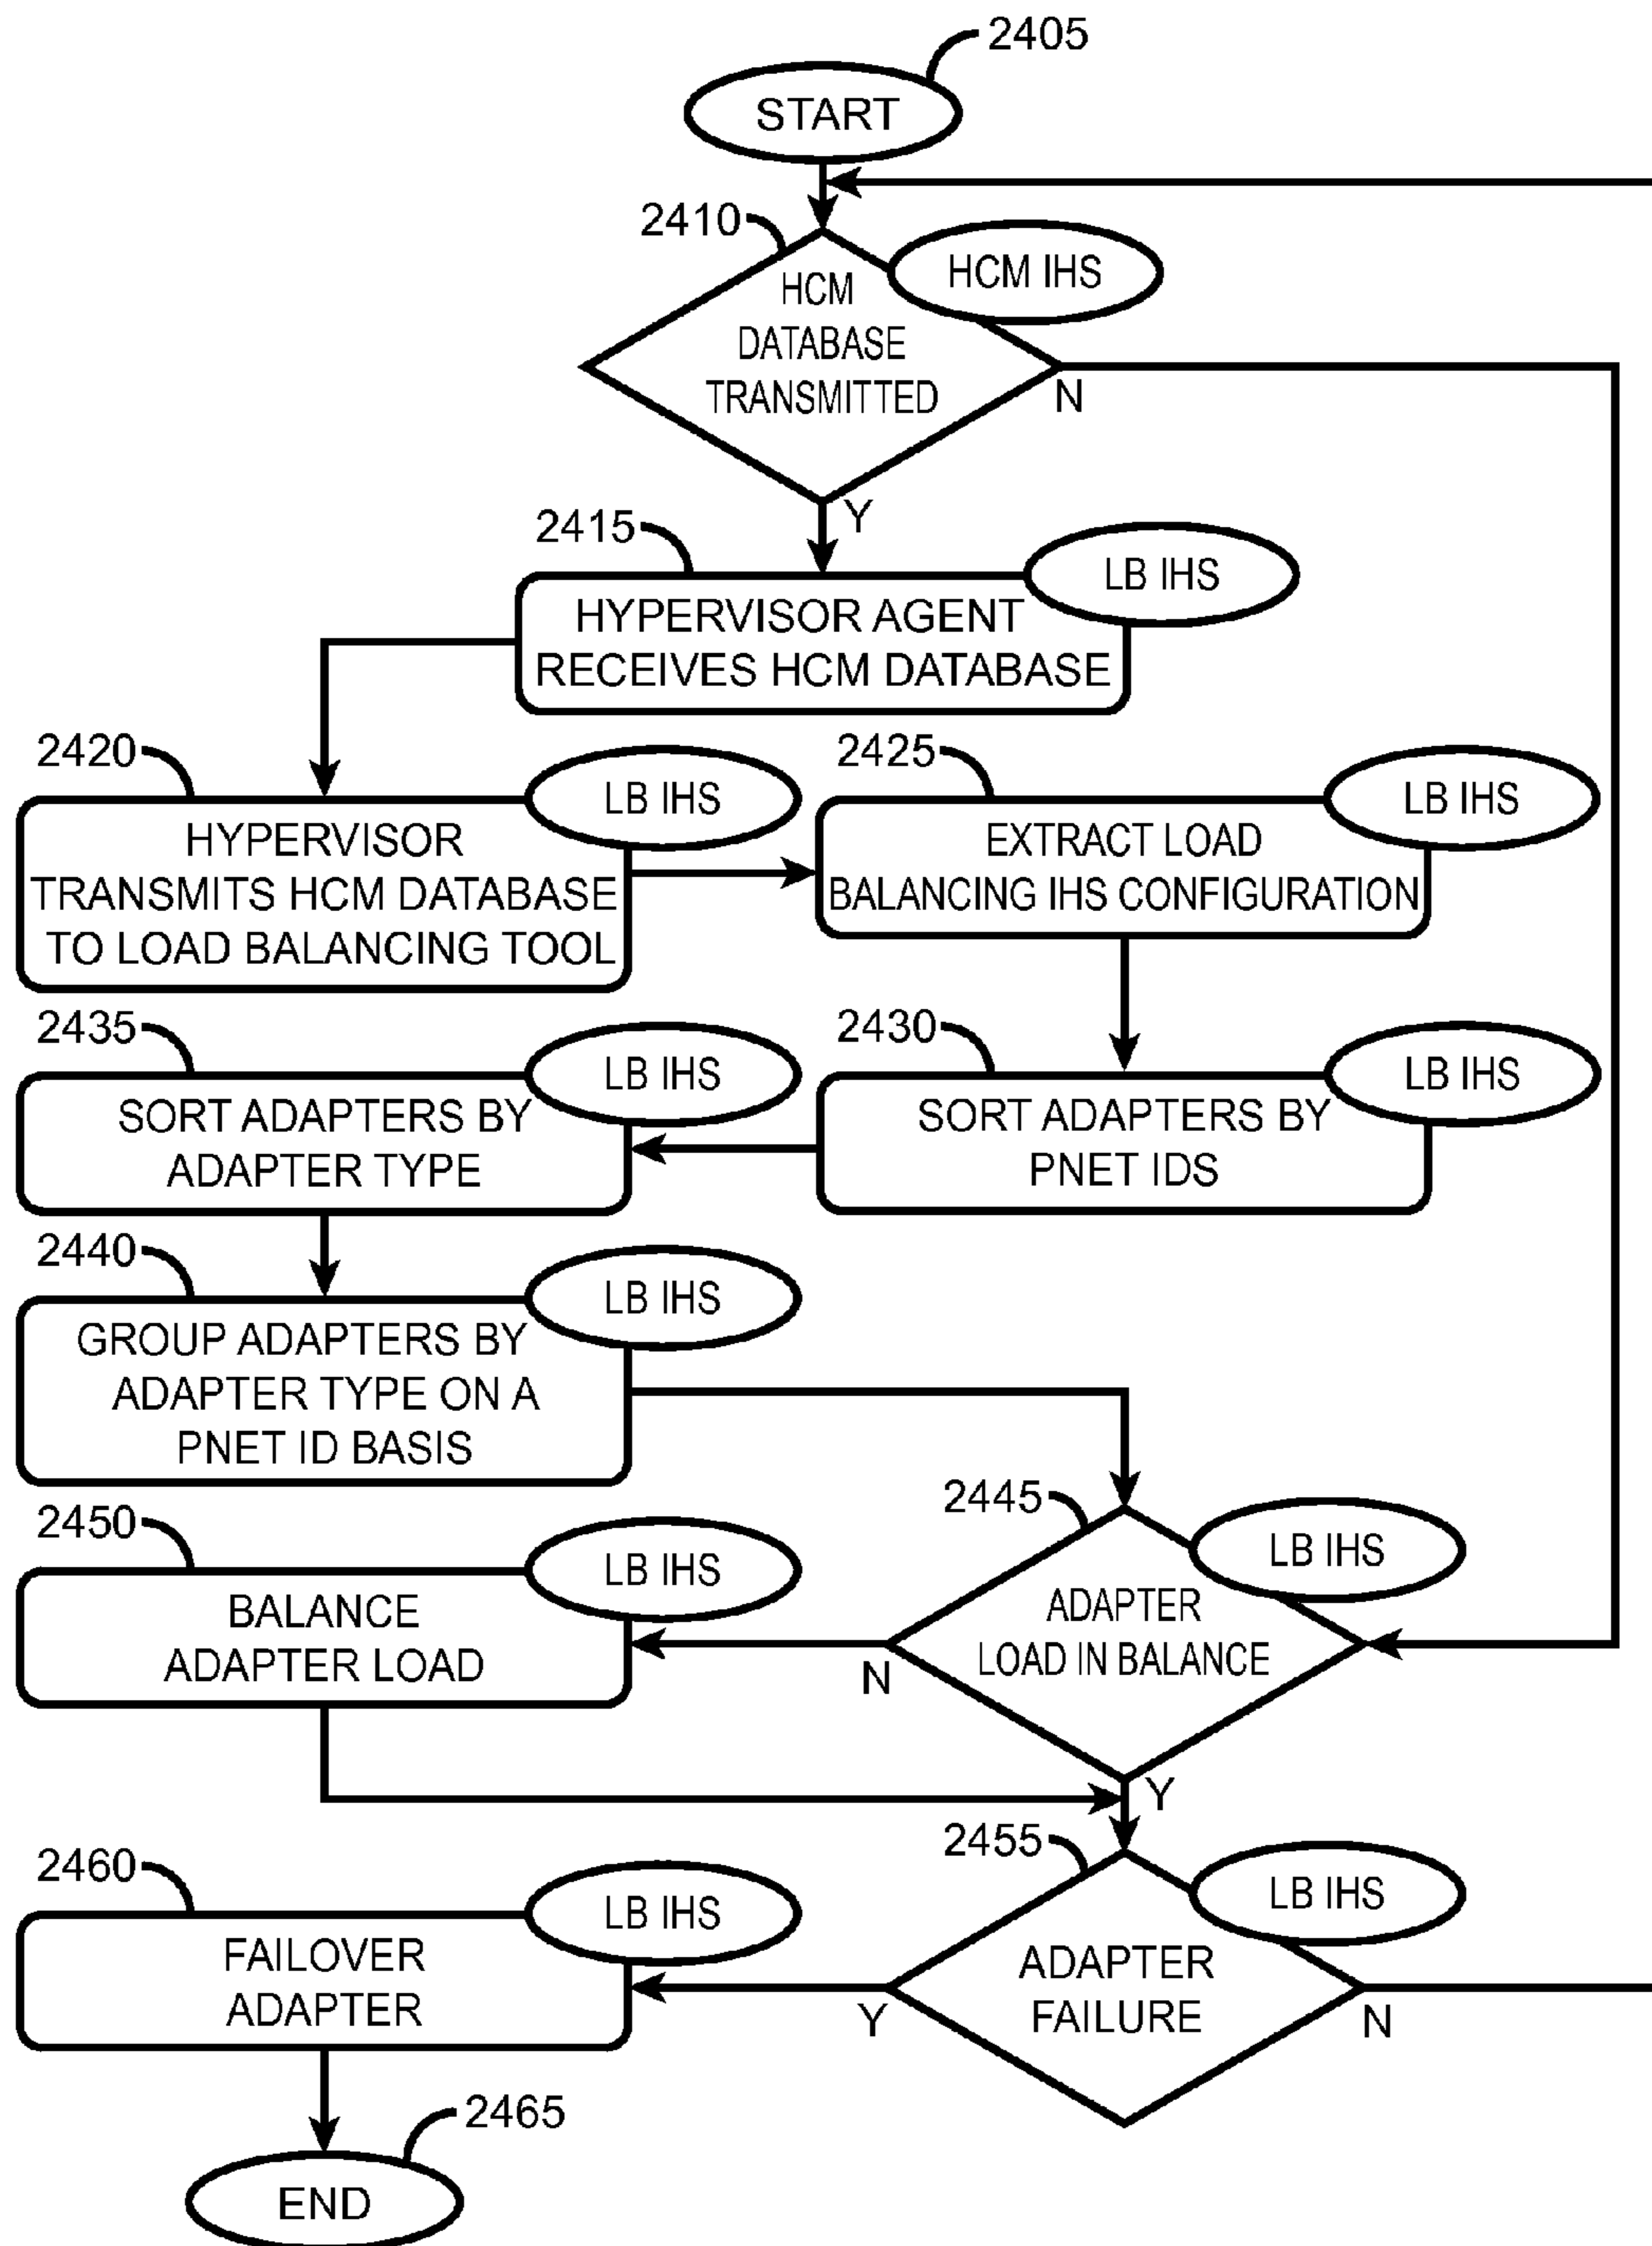 2405
START
2410
HCM IHS
HCM
DATABASE
TRANSMITTED
N
Y
2415
LB IHS
HYPERVISOR AGENT
RECEIVES HCM DATABASE
2420
LB IHS
HYPERVISOR
TRANSMITS HCM DATABASE
TO LOAD BALANCING TOOL
2425
LB IHS
EXTRACT LOAD
BALANCING IHS CONFIGURATION
2430
LB IHS
SORT ADAPTERS BY
PNET IDS
2435
LB IHS
SORT ADAPTERS BY
ADAPTER TYPE
2440
LB IHS
GROUP ADAPTERS BY
ADAPTER TYPE ON A
PNET ID BASIS
2445
LB IHS
ADAPTER
LOAD IN BALANCE
N
Y
2450
LB IHS
BALANCE
ADAPTER LOAD
2455
LB IHS
ADAPTER
FAILURE
Y
N
2460
LB IHS
FAILOVER
ADAPTER
2465
END